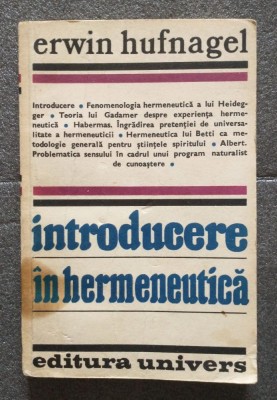 erwin hufnagel
Introducere • Fenomenologia hermeneutică a lui Heideg-
ger • Teoria lui Gadamer despre experiența herme-
neutică • Habermas. Îngrădirea pretenției de universa-
litate a hermeneuticii • Hermeneutica lui Betti ca me-
todologie generală pentru științele spiritului • Albert.
Problematica sensului în cadrul unui program naturalist
de cunoaștere •
introducere
în hermeneutică
editura univers